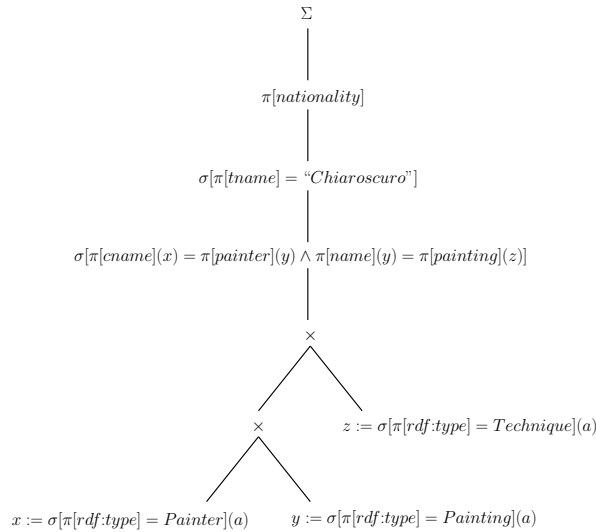 Σ
π[nationality]
σ[π[tname] = “Chiaroscuro”]
σ[π[cname](x) = π[painter](y) ∧ π[name](y) = π[painting](z)]
×
× z := σ[π[rdf:type] = Technique](a)
x := σ[π[rdf:type] = Painter](a) y := σ[π[rdf:type] = Painting](a)